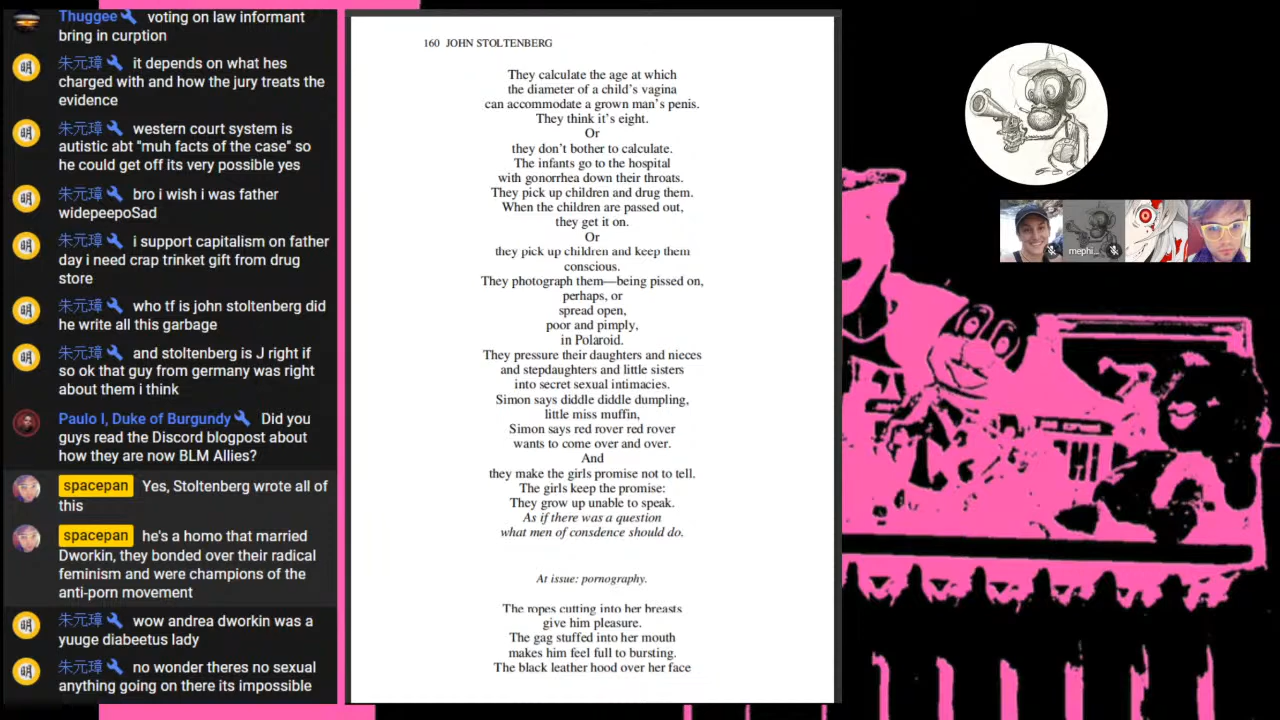 Thuggee voting on law informant
bring in curption
朱元璋 it depends on what hes
charged with and how the jury treats the
evidence
朱元璋 western court system is
autistic abt "muh facts of the case" so
he could get off its very possible yes
朱元璋 bro i wish i was father
widepeepoSad
朱元璋 i support capitalism on father
day i need crap trinket gift from drug
store
朱元璋 who tf is john stoltenberg did
he write all this garbage
朱元璋 and stoltenberg is J right if
so ok that guy from germany was right
about them i think
Paulo I, Duke of Burgundy Did you
guys read the Discord blogpost about
how they are now BLM Allies?
spacepan Yes, Stoltenberg wrote all of
this
spacepan he's a homo that married
Dworkin, they bonded over their radical
feminism and were champions of the
anti-porn movement
朱元璋 wow andrea dworkin was a
yuuge diabeetus lady
朱元璋 no wonder theres no sexual
anything going on there its impossible
160 JOHN STOLTENBERG
They calculate the age at which
the diameter of a child's vagina
can accommodate a grown man's penis.
They think it's eight.
Or
they don't bother to calculate.
The infants go to the hospital
with gonorrhea down their throats.
They pick up children and drug them.
When the children are passed out,
they get it on.
Or
they pick up children and keep them
conscious.
They photograph them—being pissed on,
perhaps, or
spread open,
poor and pimply,
in Polaroid.
They pressure their daughters and nieces
and stepdaughters and little sisters
into secret sexual intimacies.
Simon says diddle diddle dumpling,
little miss muffin,
Simon says red rover red rover
wants to come over and over.
And
they make the girls promise not to tell.
The girls keep the promise:
They grow up unable to speak.
As if there was a question
what men of consdence should do.
At issue: pornography.
The ropes cutting into her breasts
give him pleasure.
The gag stuffed into her mouth
makes him feel full to bursting.
The black leather hood over her face
mephi...